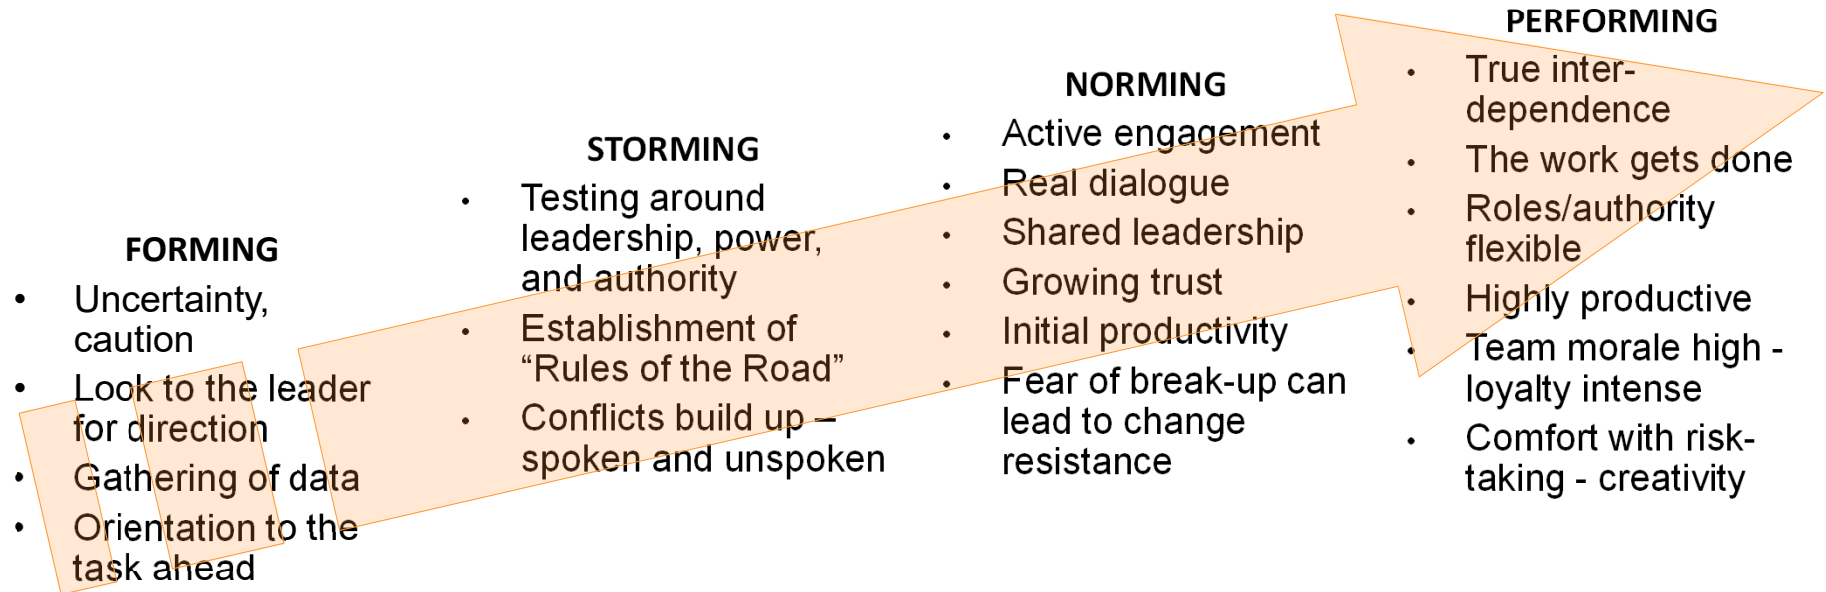 FORMING
• Uncertainty,
caution
• Look to the leader
for direction
• Gathering of data
• Orientation to the
task ahead
STORMING
• Testing around
leadership, power,
and authority
• Establishment of
“Rules of the Road”
• Conflicts build up –
spoken and unspoken
NORMING
• Active engagement
• Real dialogue
• Shared leadership
• Growing trust
• Initial productivity
• Fear of break-up can
lead to change
resistance
PERFORMING
• True inter-
dependence
• The work gets done
• Roles/authority
flexible
• Highly productive
• Team morale high -
loyalty intense
• Comfort with risk-
taking - creativity